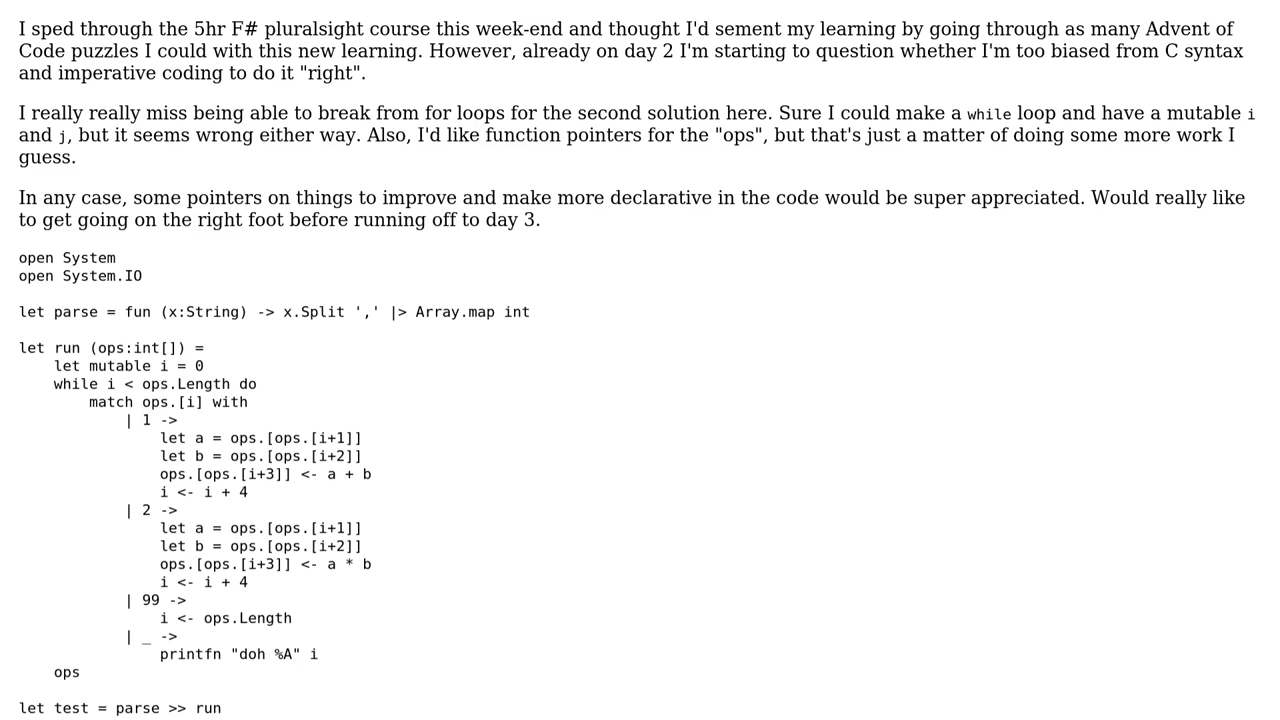 I sped through the 5hr F# pluralsight course this week-end and thought I'd sement my learning by going through as many Advent of
Code puzzles I could with this new learning. However, already on day 2 I'm starting to question whether I'm too biased from C syntax
and imperative coding to do it "right".
I really really miss being able to break from for loops for the second solution here. Sure I could make a while loop and have a mutable i
and j, but it seems wrong either way. Also, I'd like function pointers for the "ops", but that's just a matter of doing some more work I
guess.
In any case, some pointers on things to improve and make more declarative in the code would be super appreciated. Would really like
to get going on the right foot before running off to day 3.
open System
open System.IO
let parse = fun (x:String) -> x.Split ',' |> Array.map int
let run (ops:int[]) =
    let mutable i = 0
    while i < ops.Length do
        match ops.[i] with
            | 1 ->
                let a = ops.[ops.[i+1]]
                let b = ops.[ops.[i+2]]
                ops.[ops.[i+3]] <- a + b
                i <- i + 4
            | 2 ->
                let a = ops.[ops.[i+1]]
                let b = ops.[ops.[i+2]]
                ops.[ops.[i+3]] <- a * b
                i <- i + 4
            | 99 ->
                i <- ops.Length
            | _ ->
                printfn "doh %A" i
    ops
let test = parse >> run